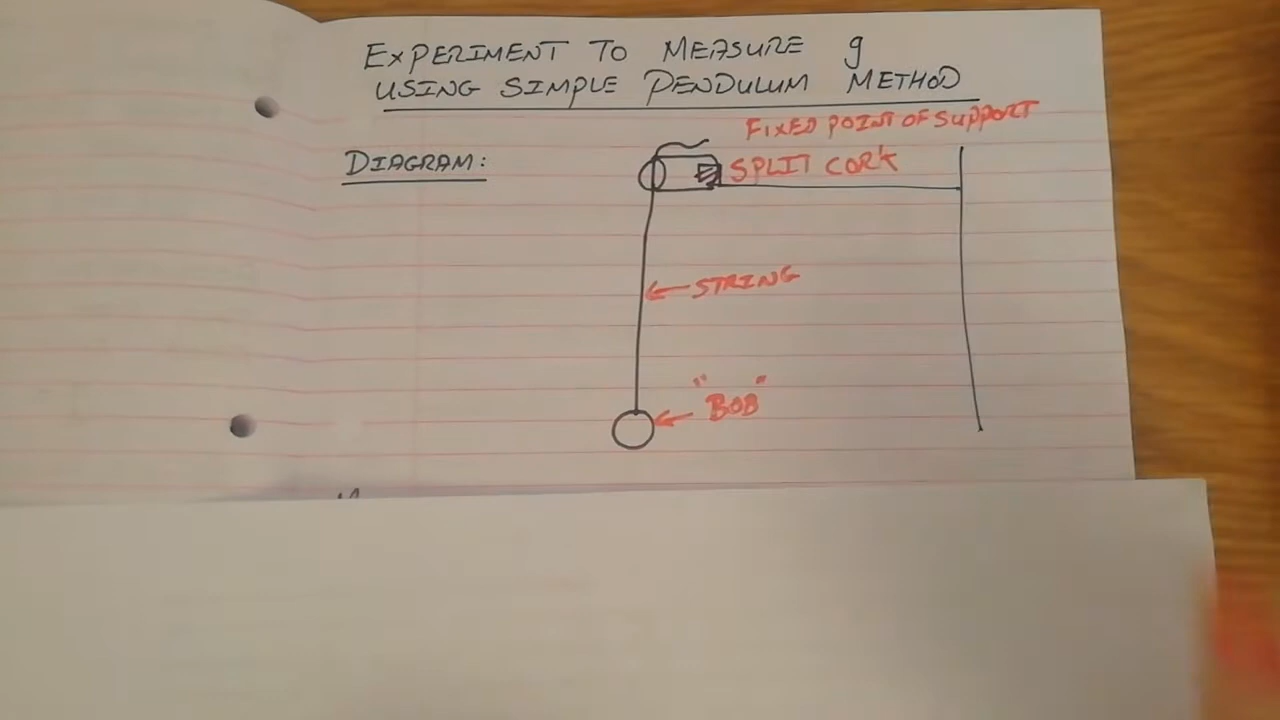 EXPERIMENT TO MEASURE g
USING SIMPLE PENDULUM METHOD
FIXED POINT OF SUPPORT
DIAGRAM:
SPLIT CORK
STRING
"BOB"